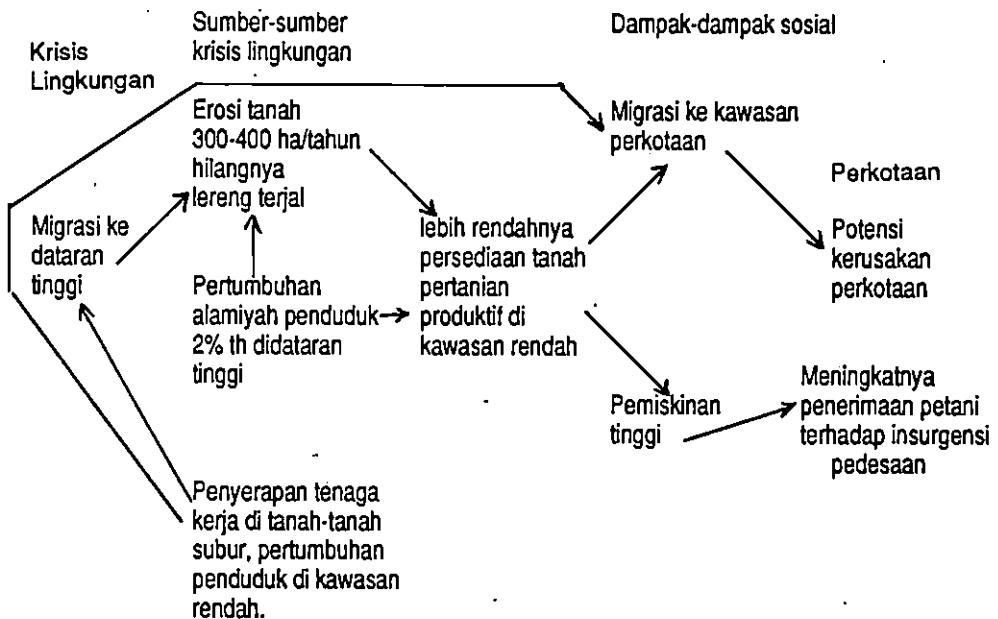 Krisis
Lingkungan
Sumber-sumber
krisis lingkungan
Dampak-dampak sosial
Erosi tanah
300-400 ha/tahun
hilangnya
lereng terjal
Migrasi ke kawasan
perkotaan
Perkotaan
Migrasi ke
dataran
tinggi
lebih rendahnya
persediaan tanah
pertanian
produktif di
kawasan rendah
Potensi
kerusakan
perkotaan
Pertumbuhan
alamiyah penduduk
2% th didataran
tinggi
Pemiskinan
tinggi
Meningkatnya
penerimaan petani
terhadap insurgensi
pedesaan
Penyerapan tenaga
kerja di tanah-tanah
subur, pertumbuhan
penduduk di kawasan
rendah.